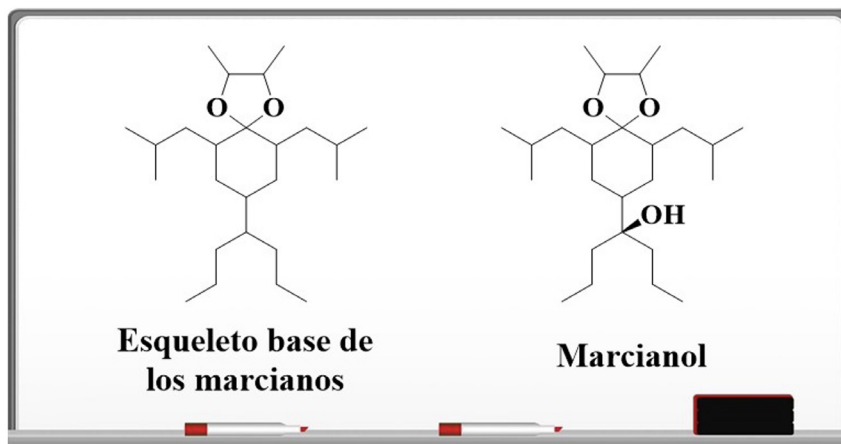 O O
O O
OH
Esqueleto base de
los marcianos
Marcianol